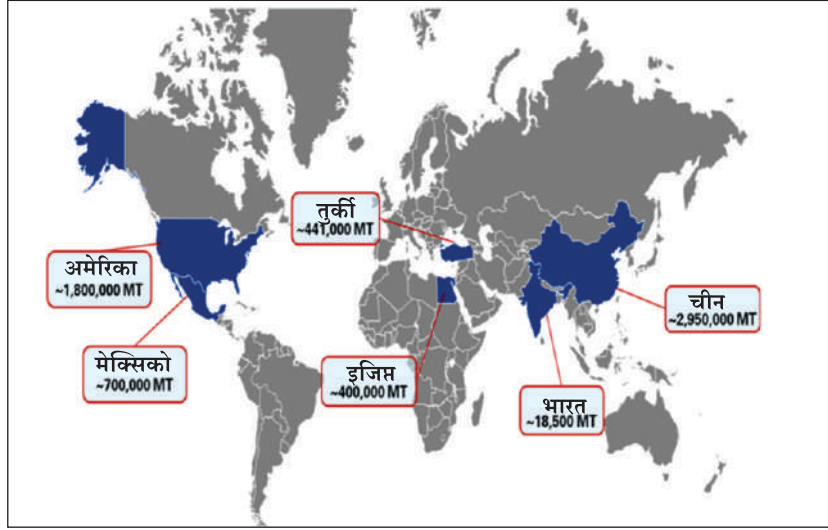 तुर्की
~441,000 MT
अमेरिका
~1,800,000 MT
चीन
~2,950,000 MT
मेक्सिको
~700,000 MT
इजिप्त
~400,000 MT
भारत
~18,500 MT